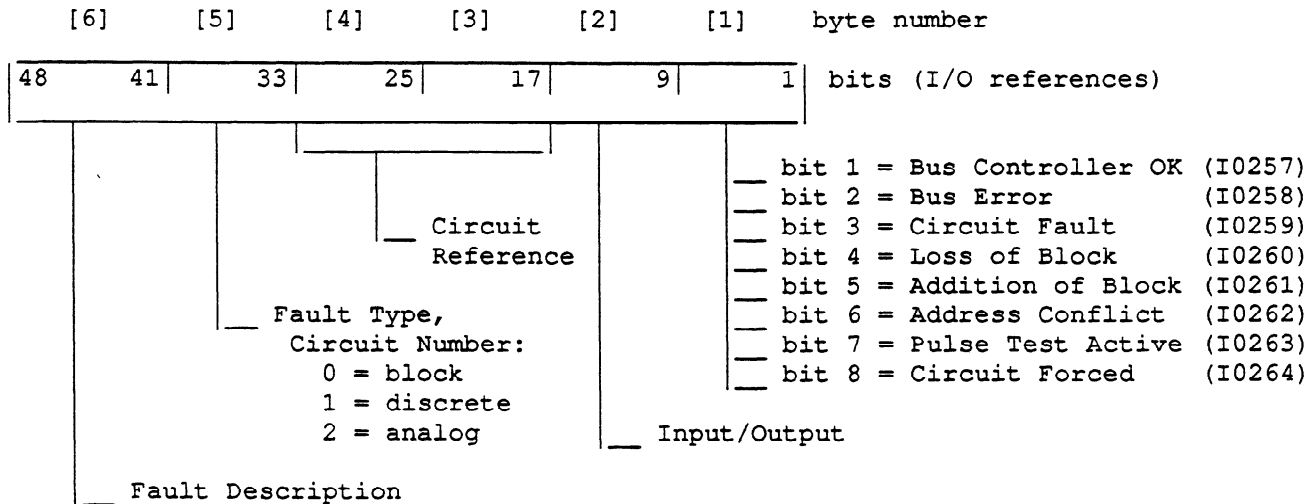 [6] [5] [4] [3] [2] [1] byte number
48 41 33 25 17 9 1 bits (I/O references)
bit 1 = Bus Controller OK (I0257)
bit 2 = Bus Error (I0258)
bit 3 = Circuit Fault (I0259)
bit 4 = Loss of Block (I0260)
bit 5 = Addition of Block (I0261)
bit 6 = Address Conflict (I0262)
bit 7 = Pulse Test Active (I0263)
bit 8 = Circuit Forced (I0264)
Circuit
Reference
Fault Type,
Circuit Number:
0 = block
1 = discrete
2 = analog
Input/Output
Fault Description